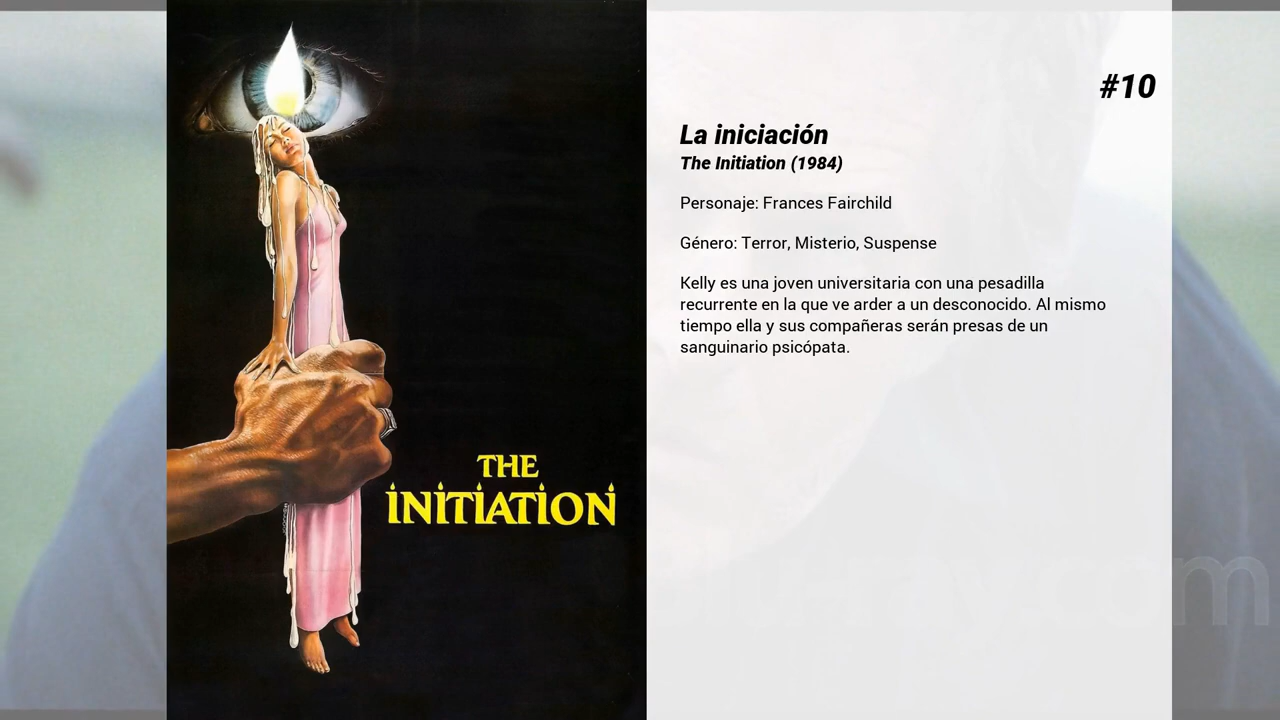 #10
La iniciación
The Initiation (1984)
Personaje: Frances Fairchild
Género: Terror, Misterio, Suspense
Kelly es una joven universitaria con una pesadilla
recurrente en la que ve arder a un desconocido. Al mismo
tiempo ella y sus compañeras serán presas de un
sanguinario psicópata.
THE
INITIATION